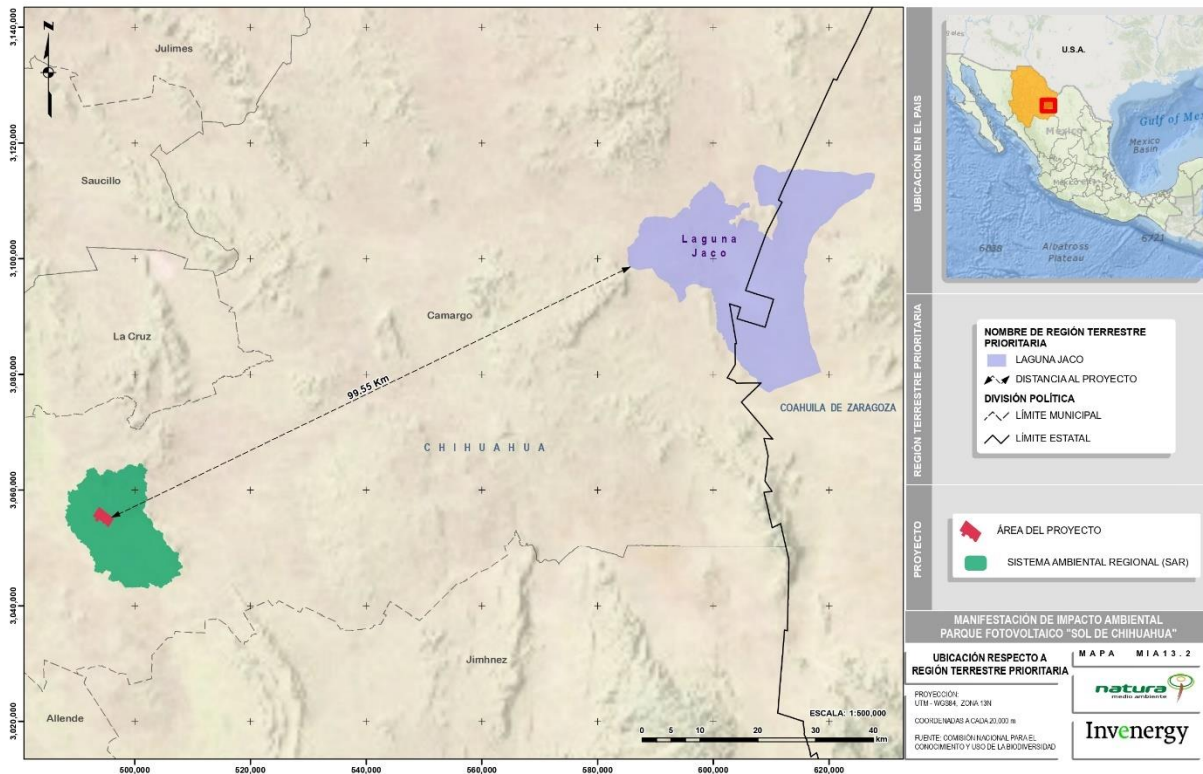 3,140,000
3,120,000
3,100,000
3,080,000
3,060,000
3,040,000
3,020,000
Z
Julimes
Saucillo
La Cruz
Camargo
Laguna
Jaco
99.55 Km
CHIHUAHUA
COAHUILA DE ZARAGOZA
Jimhnez
Allende
ESCALA: 1:500,000
0 5 10 20 30 40
km
500,000 520,000 540,000 560,000 580,000 600,000 620,000
UBICACIÓN EN EL PAIS
U.S.A.
México
Gulf of Me
Mexico
Basin
6088
Albatross
Plateau
6721
REGIÓN TERRESTRE PRIORITARIA
NOMBRE DE REGIÓN TERRESTRE
PRIORITARIA
LAGUNA JACO
DISTANCIA AL PROYECTO
DIVISIÓN POLÍTICA
LÍMITE MUNICIPAL
LÍMITE ESTATAL
PROYECTO
ÁREA DEL PROYECTO
SISTEMA AMBIENTAL REGIONAL (SAR)
MANIFESTACIÓN DE IMPACTO AMBIENTAL
PARQUE FOTOVOLTAICO "SOL DE CHIHUAHUA"
UBICACIÓN RESPECTO A
REGIÓN TERRESTRE PRIORITARIA
MAPA MIA13.2
PROYECCIÓN:
UTM - WGS84, ZONA 13N
COORDENADAS A CADA 20,000 m
FUENTE: COMISIÓN NACIONAL PARA EL
CONOCIMIENTO Y USO DE LA BIODIVERSIDAD
natura
medio ambiente
Invenergy